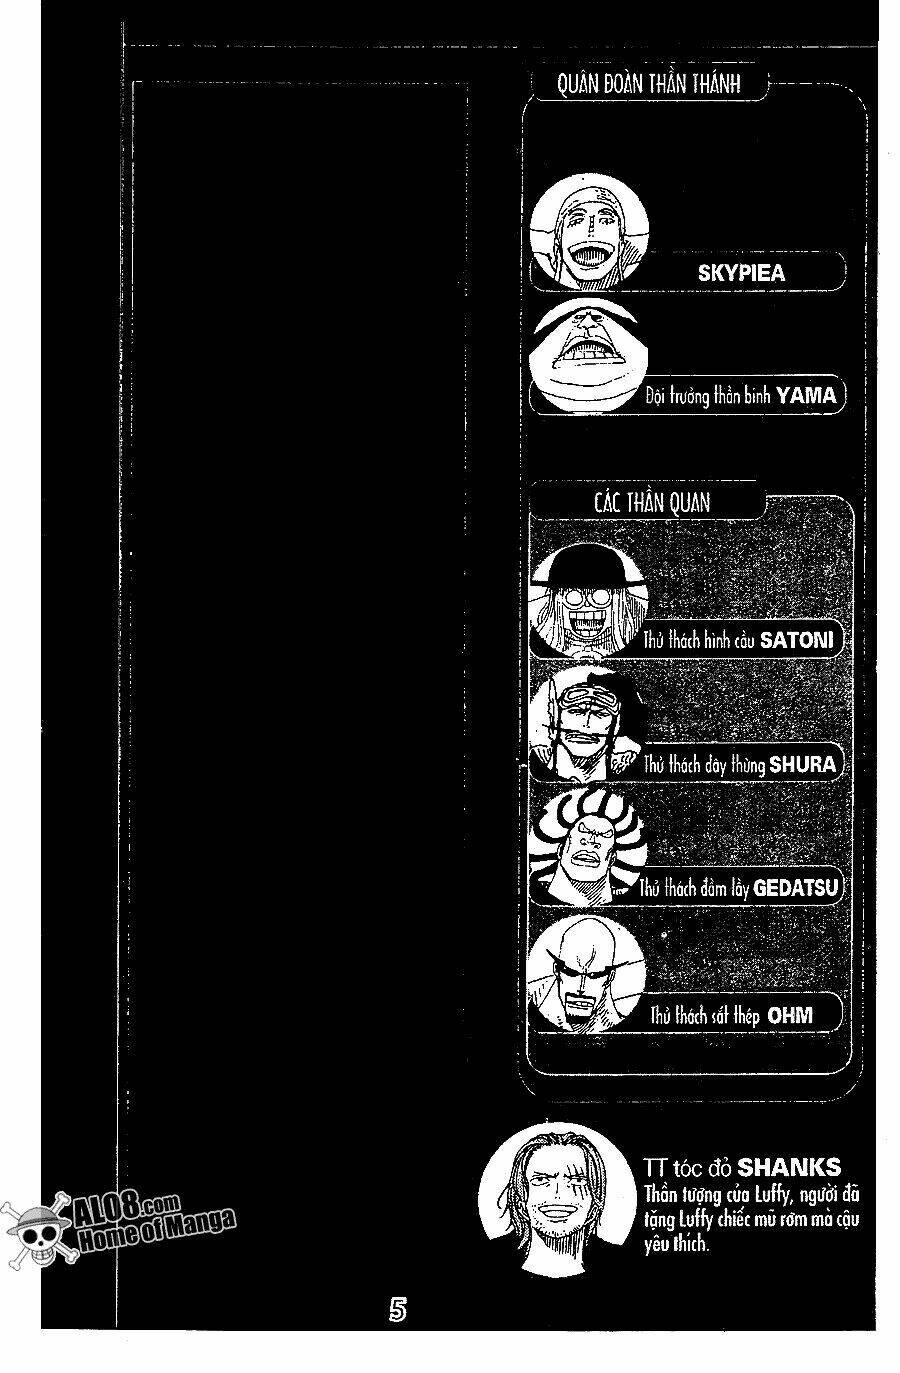 QUÂN ĐOÀN THẦN THÁNH
SKYPIEA
Đội trưởng thần binh YAMA
CÁC THẦN QUAN
Thử thách hình cầu SATONI
Thử thách dây thừng SHURA
Thử thách đầm lầy GEDATSU
Thử thách sắt thép OHM
TT tóc đỏ SHANKS
Thần tượng của Luffy, người đã
tặng Luffy chiếc mũ rơm mà cậu
yêu thích.
ALO8.com
Home of Manga
5